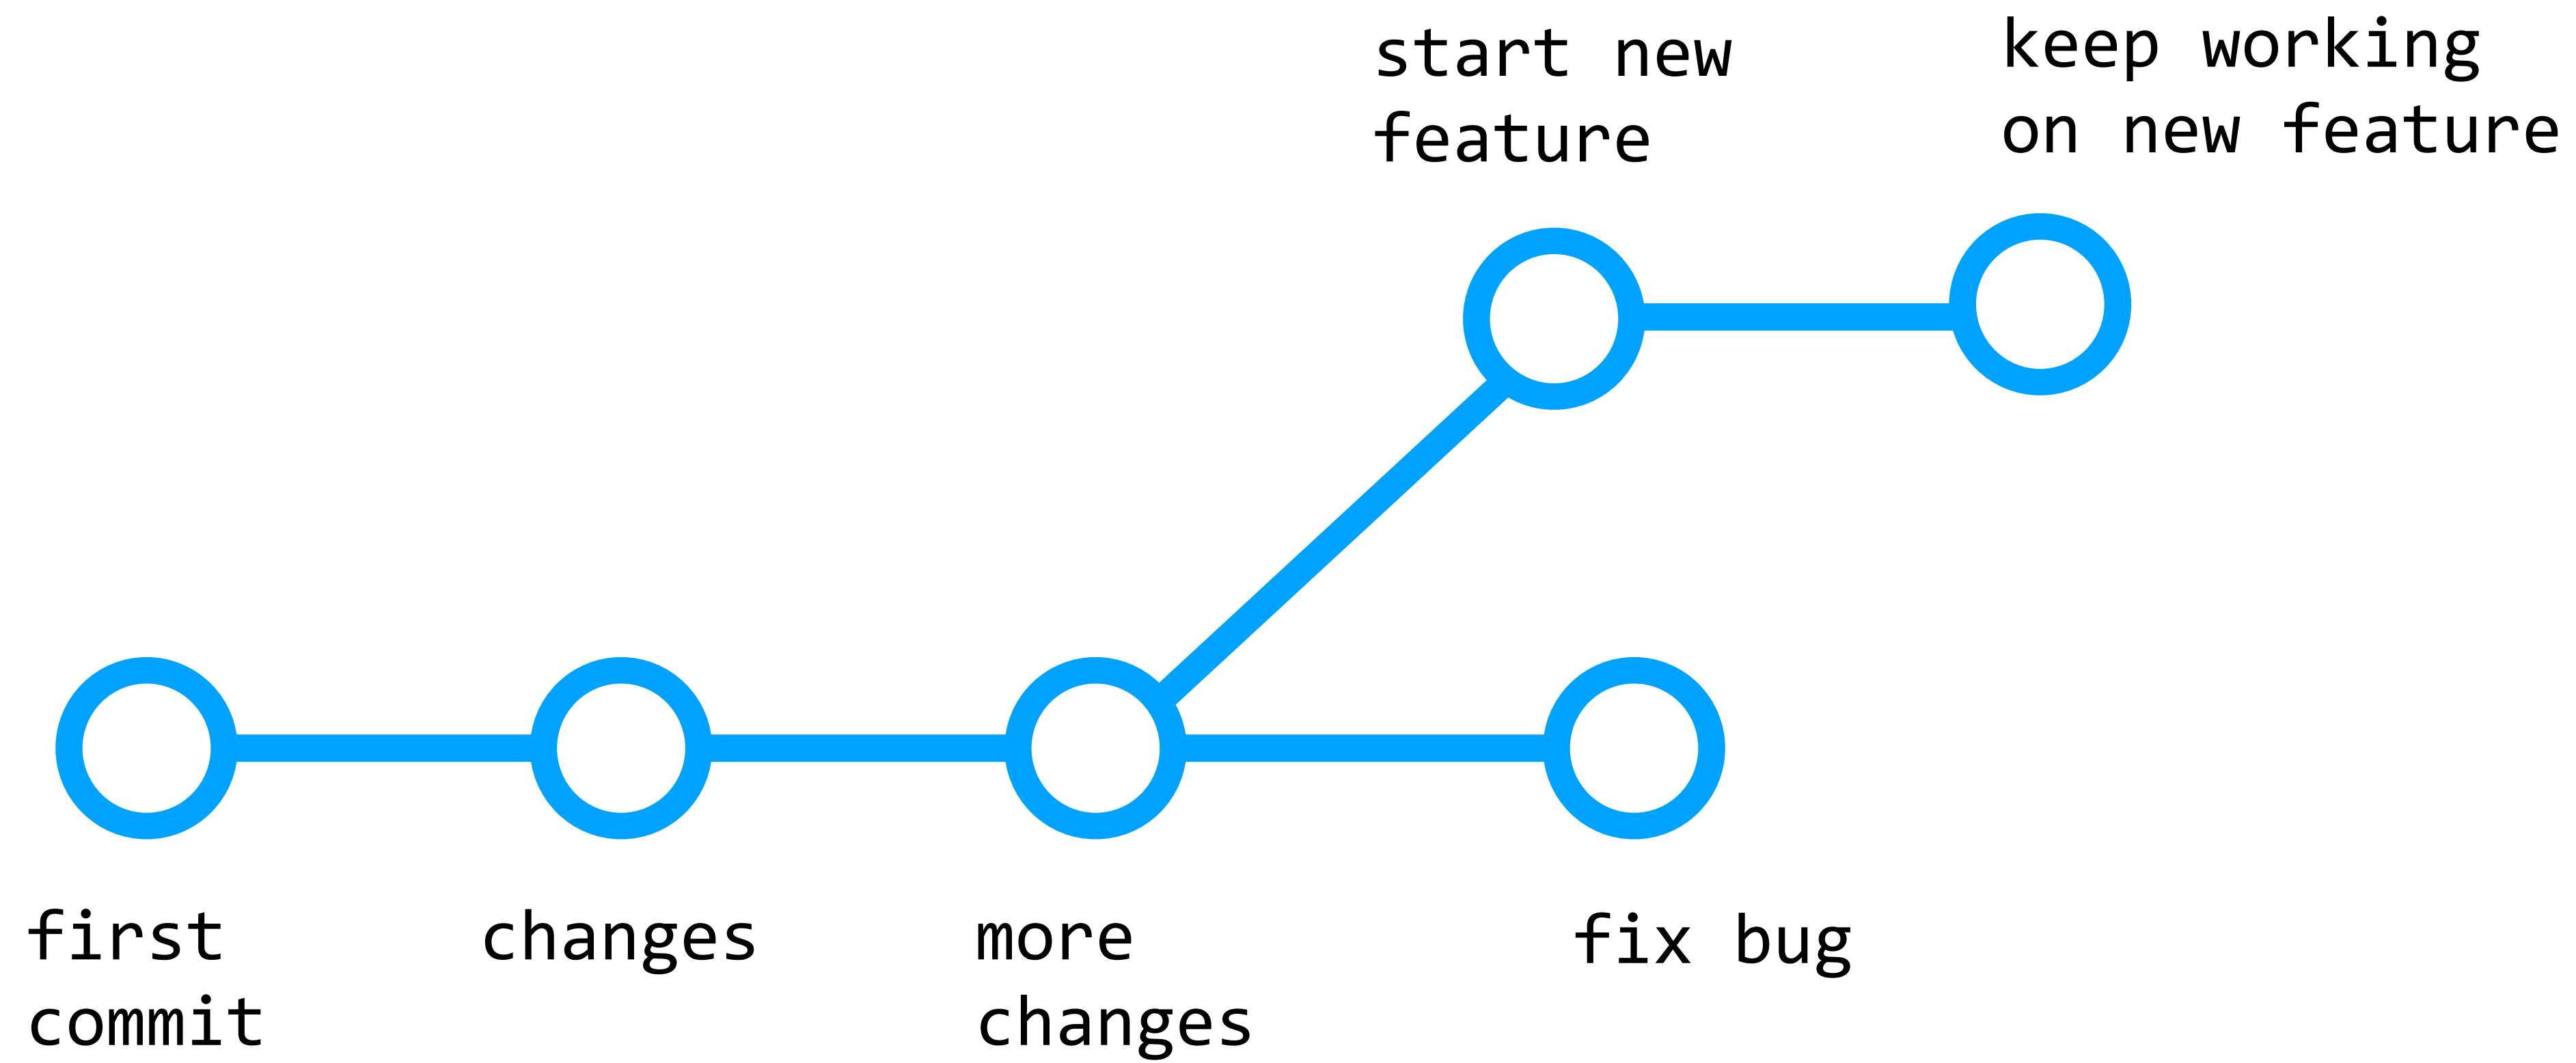 start new
feature
keep working
on new feature
first
commit
changes
more
changes
fix bug